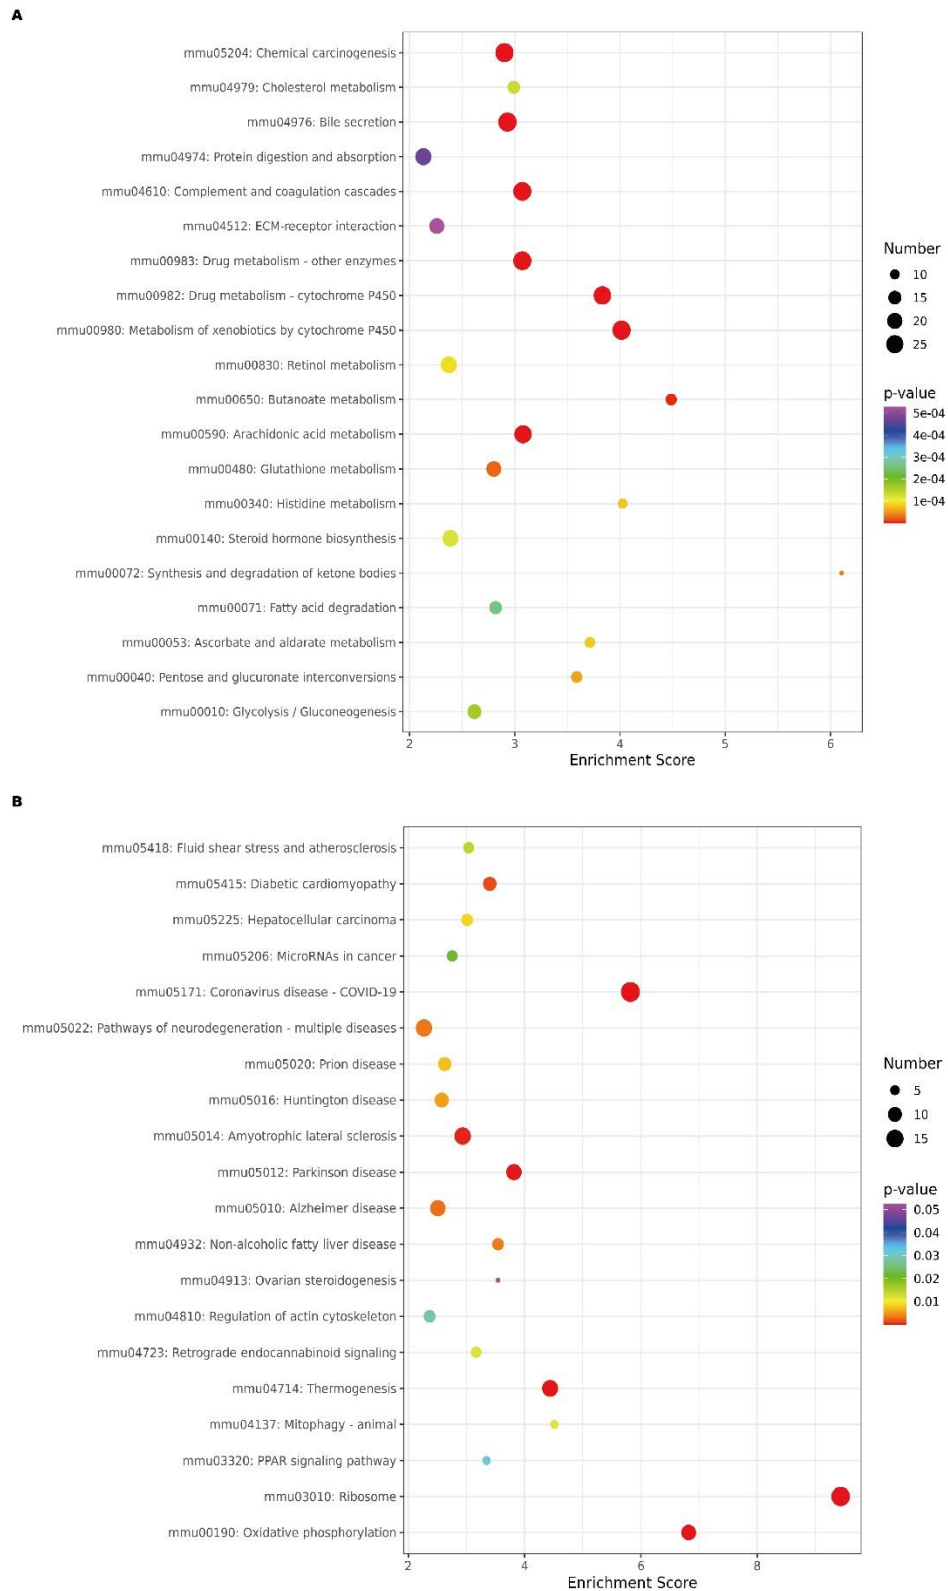 A
mmu05204: Chemical carcinogenesis
mmu04979: Cholesterol metabolism
mmu04976: Bile secretion
mmu04974: Protein digestion and absorption
mmu04610: Complement and coagulation cascades
mmu04512: ECM-receptor interaction
mmu00983: Drug metabolism - other enzymes
mmu00982: Drug metabolism - cytochrome P450
mmu00980: Metabolism of xenobiotics by cytochrome P450
mmu00830: Retinol metabolism
mmu00650: Butanoate metabolism
mmu00590: Arachidonic acid metabolism
mmu00480: Glutathione metabolism
mmu00340: Histidine metabolism
mmu00140: Steroid hormone biosynthesis
mmu00072: Synthesis and degradation of ketone bodies
mmu00071: Fatty acid degradation
mmu00053: Ascorbate and aldarate metabolism
mmu00040: Pentose and glucuronate interconversions
mmu00010: Glycolysis / Gluconeogenesis
2 3 4 5 6
Enrichment Score
Number
10
15
20
25
p-value
5e-04
4e-04
3e-04
2e-04
1e-04
B
mmu05418: Fluid shear stress and atherosclerosis
mmu05415: Diabetic cardiomyopathy
mmu05225: Hepatocellular carcinoma
mmu05206: MicroRNAs in cancer
mmu05171: Coronavirus disease - COVID-19
mmu05022: Pathways of neurodegeneration - multiple diseases
mmu05020: Prion disease
mmu05016: Huntington disease
mmu05014: Amyotrophic lateral sclerosis
mmu05012: Parkinson disease
mmu05010: Alzheimer disease
mmu04932: Non-alcoholic fatty liver disease
mmu04913: Ovarian steroidogenesis
mmu04810: Regulation of actin cytoskeleton
mmu04723: Retrograde endocannabinoid signaling
mmu04714: Thermogenesis
mmu04137: Mitophagy - animal
mmu03320: PPAR signaling pathway
mmu03010: Ribosome
mmu00190: Oxidative phosphorylation
2 4 6 8
Enrichment Score
Number
5
10
15
p-value
0.05
0.04
0.03
0.02
0.01